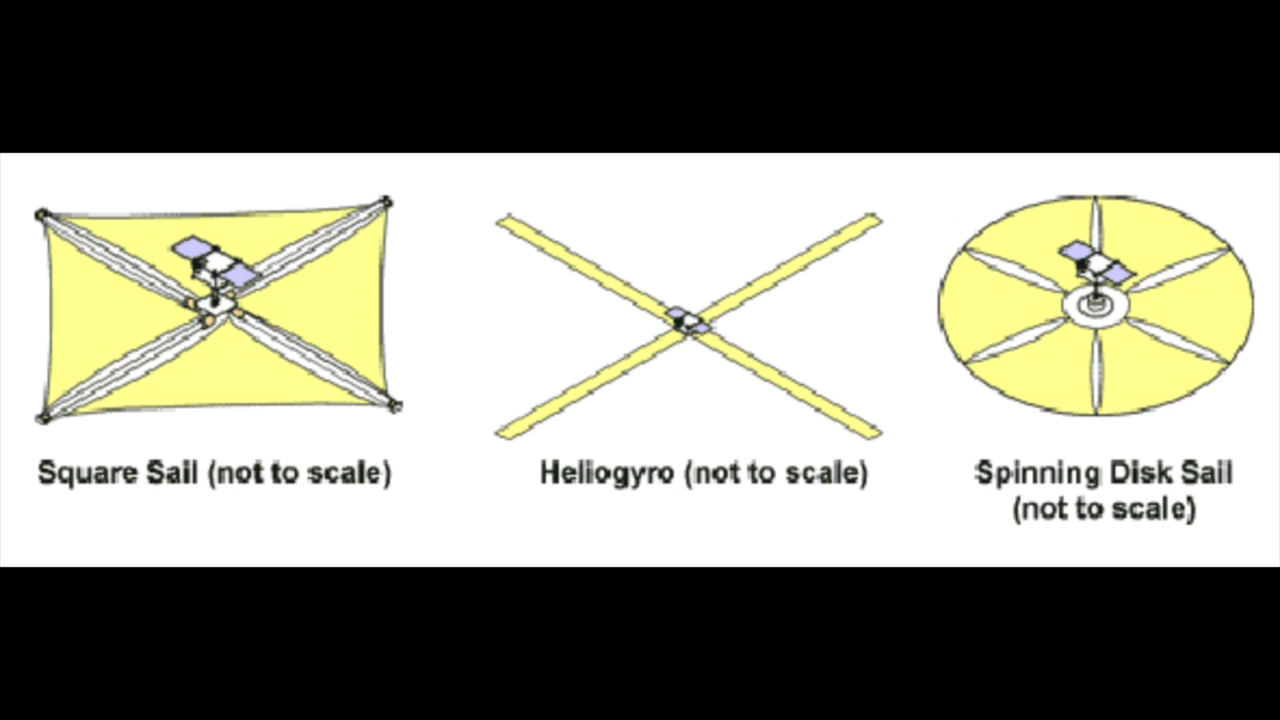 Square Sail (not to scale)
Heliogyro (not to scale)
Spinning Disk Sail
(not to scale)